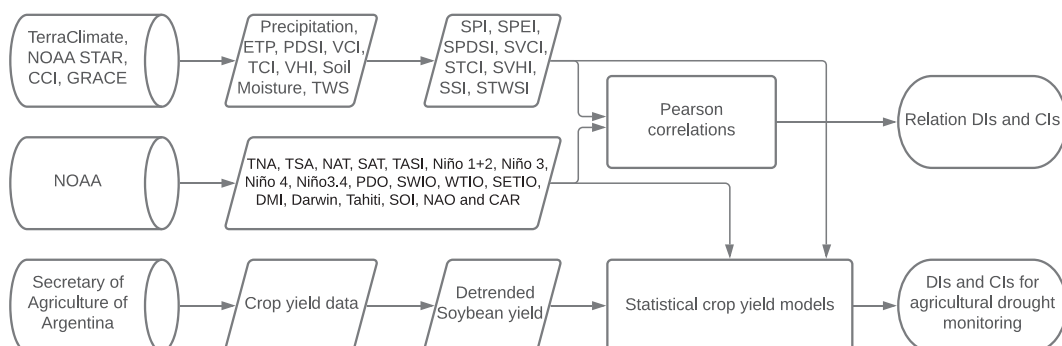 TerraClimate,
NOAA STAR,
CCI, GRACE
Precipitation,
ETP, PDSI, VCI,
TCI, VHI, Soil
Moisture, TWS
SPI, SPEI,
SPDSI, SVCI,
STCI, SVHI,
SSI, STWSI
Pearson
correlations
Relation DIs and CIs
NOAA
TNA, TSA, NAT, SAT, TASI, Niño 1+2, Niño 3,
Niño 4, Niño3.4, PDO, SWIO, WTIO, SETIO,
DMI, Darwin, Tahiti, SOI, NAO and CAR
Secretary of
Agriculture of
Argentina
Crop yield data
Detrended
Soybean yield
Statistical crop yield models
DIs and CIs for
agricultural drought
monitoring